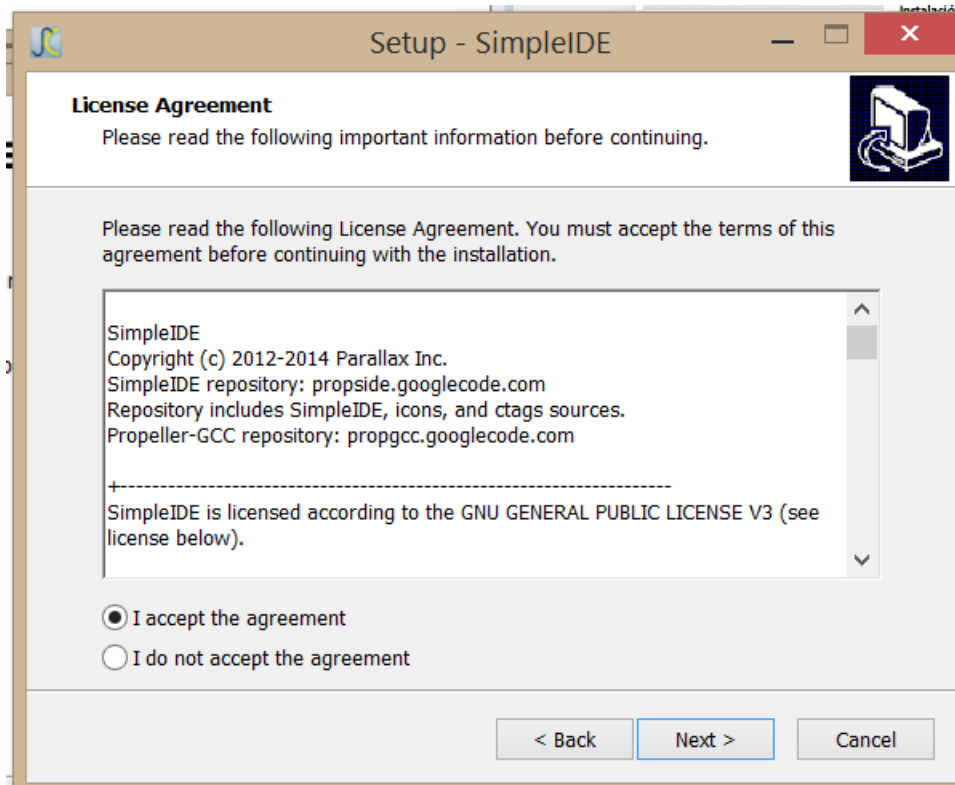 Instalació
Setup - SimpleIDE
License Agreement
Please read the following important information before continuing.
Please read the following License Agreement. You must accept the terms of this
agreement before continuing with the installation.
SimpleIDE
Copyright (c) 2012-2014 Parallax Inc.
SimpleIDE repository: propside.googlecode.com
Repository includes SimpleIDE, icons, and ctags sources.
Propeller-GCC repository: propgcc.googlecode.com
+---------------------------------------------------------------------
SimpleIDE is licensed according to the GNU GENERAL PUBLIC LICENSE V3 (see
license below).
I accept the agreement
I do not accept the agreement
< Back
Next >
Cancel